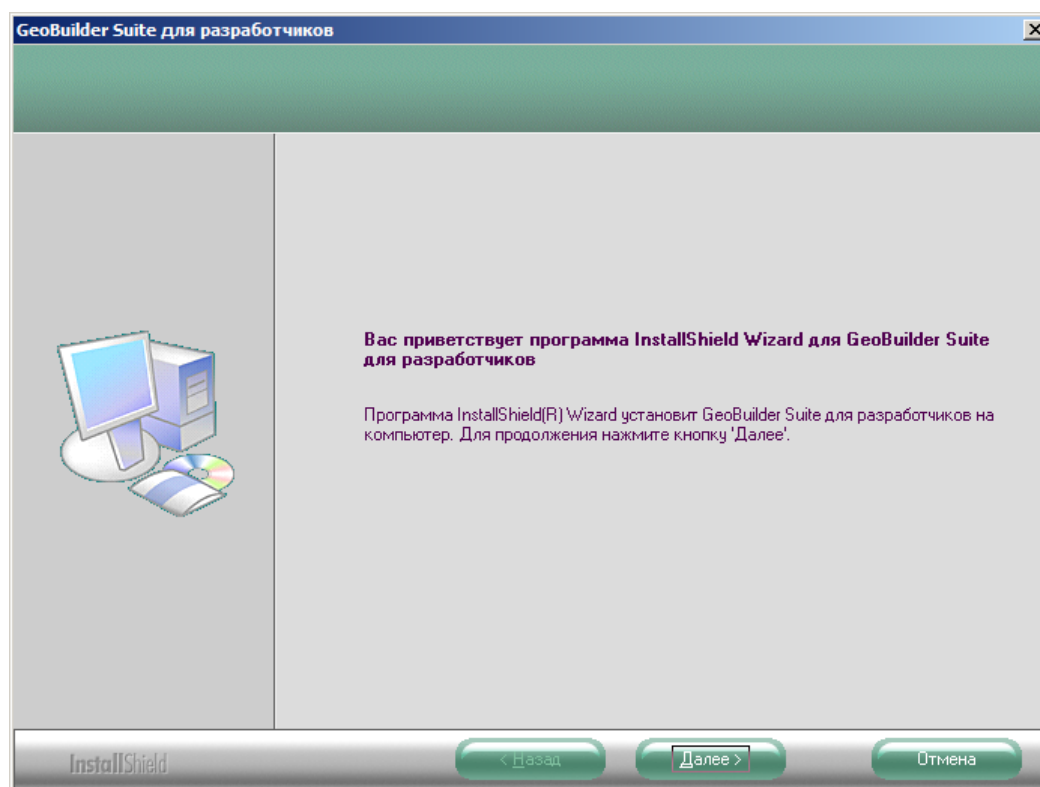 GeoBuilder Suite для разработчиков
Вас приветствует программа InstallShield Wizard для GeoBuilder Suite
для разработчиков
Программа InstallShield(R) Wizard установит GeoBuilder Suite для разработчиков на
компьютер. Для продолжения нажмите кнопку 'Далее'.
InstallShield
< Назад
Далее >
Отмена